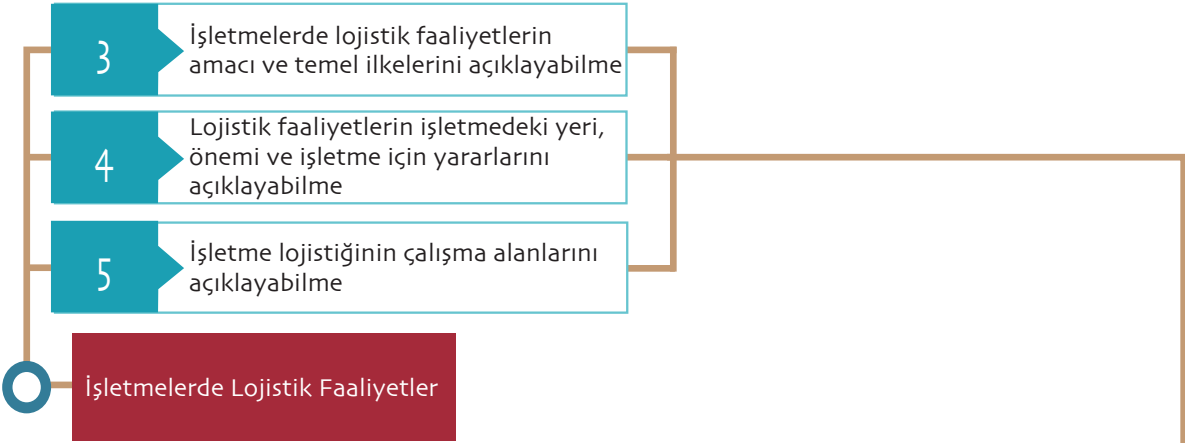 3
İşletmelerde lojistik faaliyetlerin
amacı ve temel ilkelerini açıklayabilme
4
Lojistik faaliyetlerin işletmedeki yeri,
önemi ve işletme için yararlarını
açıklayabilme
5
İşletme lojistiğinin çalışma alanlarını
açıklayabilme
İşletmelerde Lojistik Faaliyetler